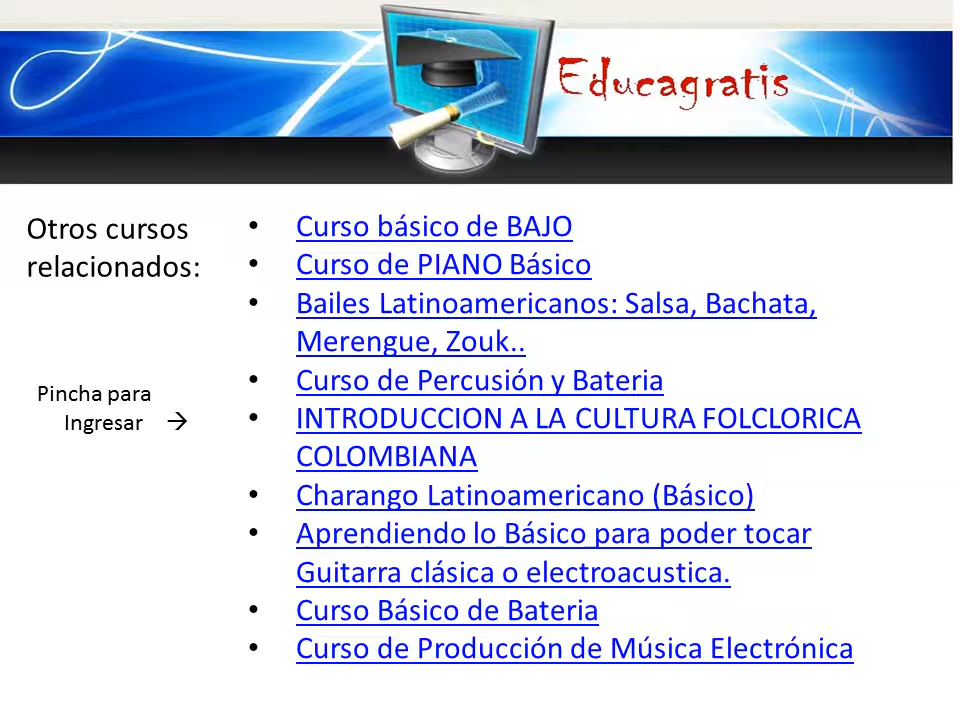 Educagratis
Otros cursos
relacionados:
Pincha para
Ingresar →
• Curso básico de BAJO
• Curso de PIANO Básico
• Bailes Latinoamericanos: Salsa, Bachata,
Merengue, Zouk..
• Curso de Percusión y Bateria
• INTRODUCCION A LA CULTURA FOLCLORICA
COLOMBIANA
• Charango Latinoamericano (Básico)
• Aprendiendo lo Básico para poder tocar
Guitarra clásica o electroacustica.
• Curso Básico de Bateria
• Curso de Producción de Música Electrónica